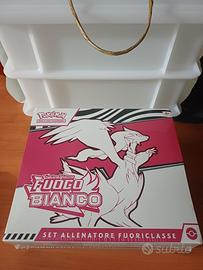 POKÉMON
FUOCO
BIANCO
SET ALLENATORE FUORICLASSE
subito